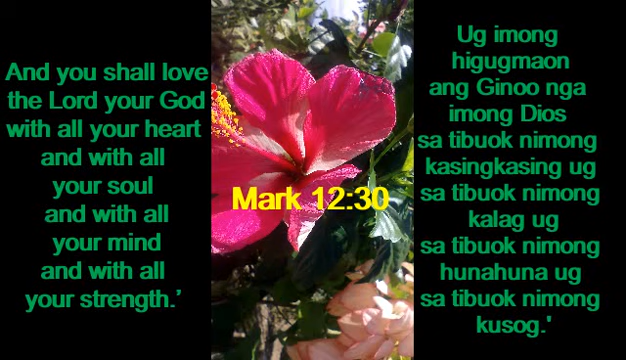 And you shall love
the Lord your God
with all your heart
and with all
your soul
and with all
your mind
and with all
your strength.’
Mark 12:30
Ug imong
higugmaon
ang Ginoo nga
imong Dios
sa tibuok nimong
kasingkasing ug
sa tibuok nimong
kalag ug
sa tibuok nimong
hunahuna ug
sa tibuok nimong
kusog.'